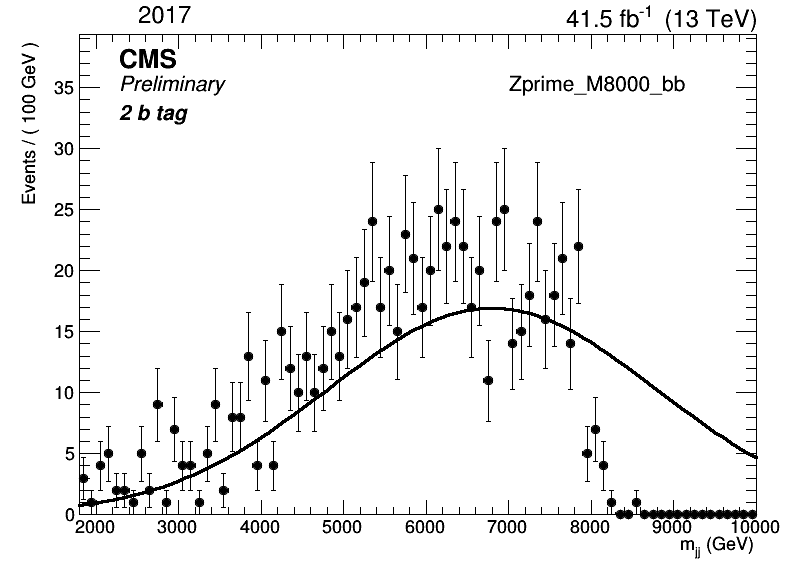 2017 41.5 fb⁻¹ (13 TeV)
CMS
Preliminary
2 b tag
Zprime_M8000_bb
Events / ( 100 GeV )
35
30
25
20
15
10
5
0
2000 3000 4000 5000 6000 7000 8000 9000 10000
m_jj (GeV)